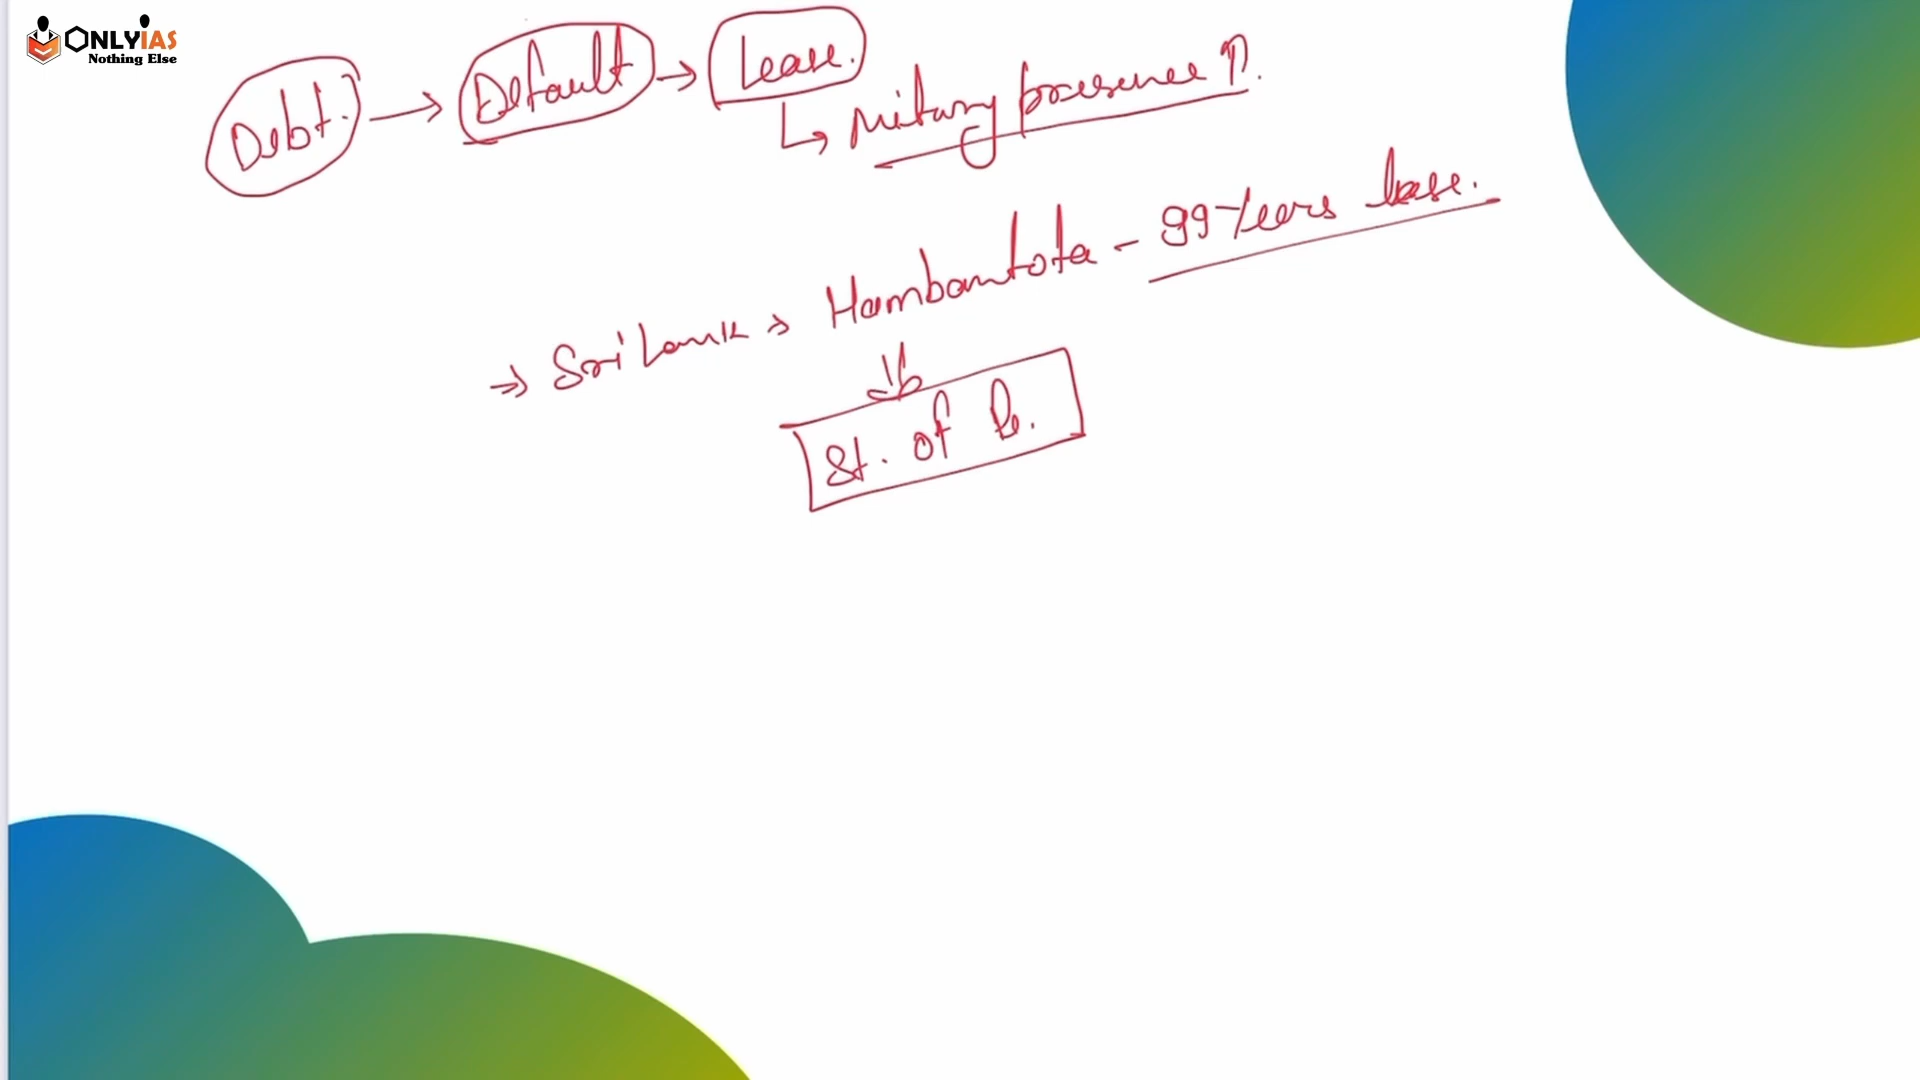 ONLYIAS
Nothing Else
Debt. → Default → Lease.
↳ Military presence ↑.
⇒ Sri Lanka → Hambantota - 99 Years lease.
⇓
St. of